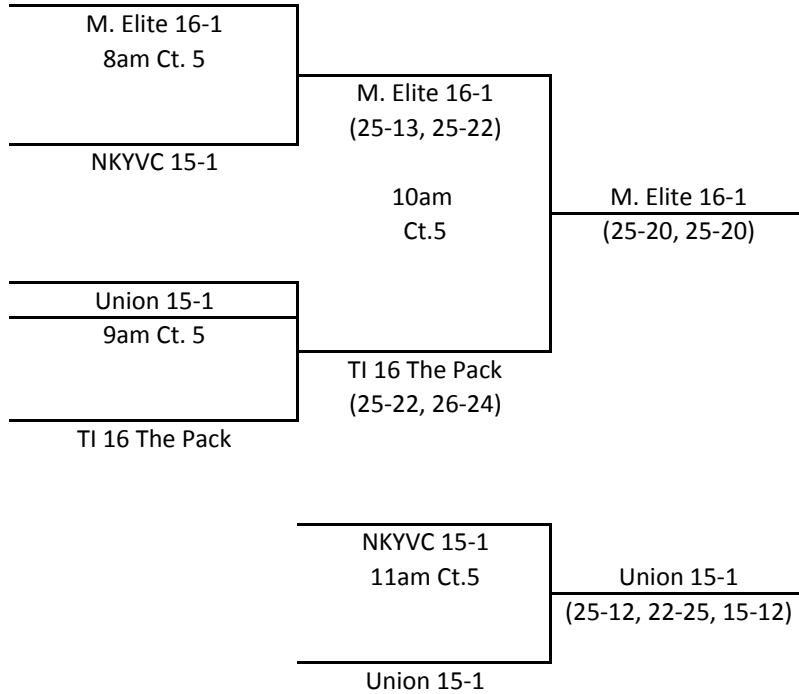 M. Elite 16-1
8am Ct. 5
NKYVC 15-1
M. Elite 16-1
(25-13, 25-22)
10am
Ct.5
M. Elite 16-1
(25-20, 25-20)
Union 15-1
9am Ct. 5
TI 16 The Pack
TI 16 The Pack
(25-22, 26-24)
NKYVC 15-1
11am Ct.5
Union 15-1
Union 15-1
(25-12, 22-25, 15-12)